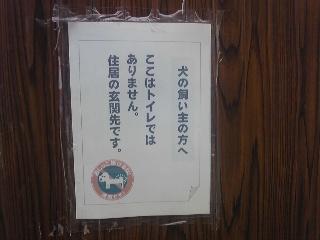 犬の飼い主の方へ
ここはトイレでは
ありません。
住居の玄関先です。